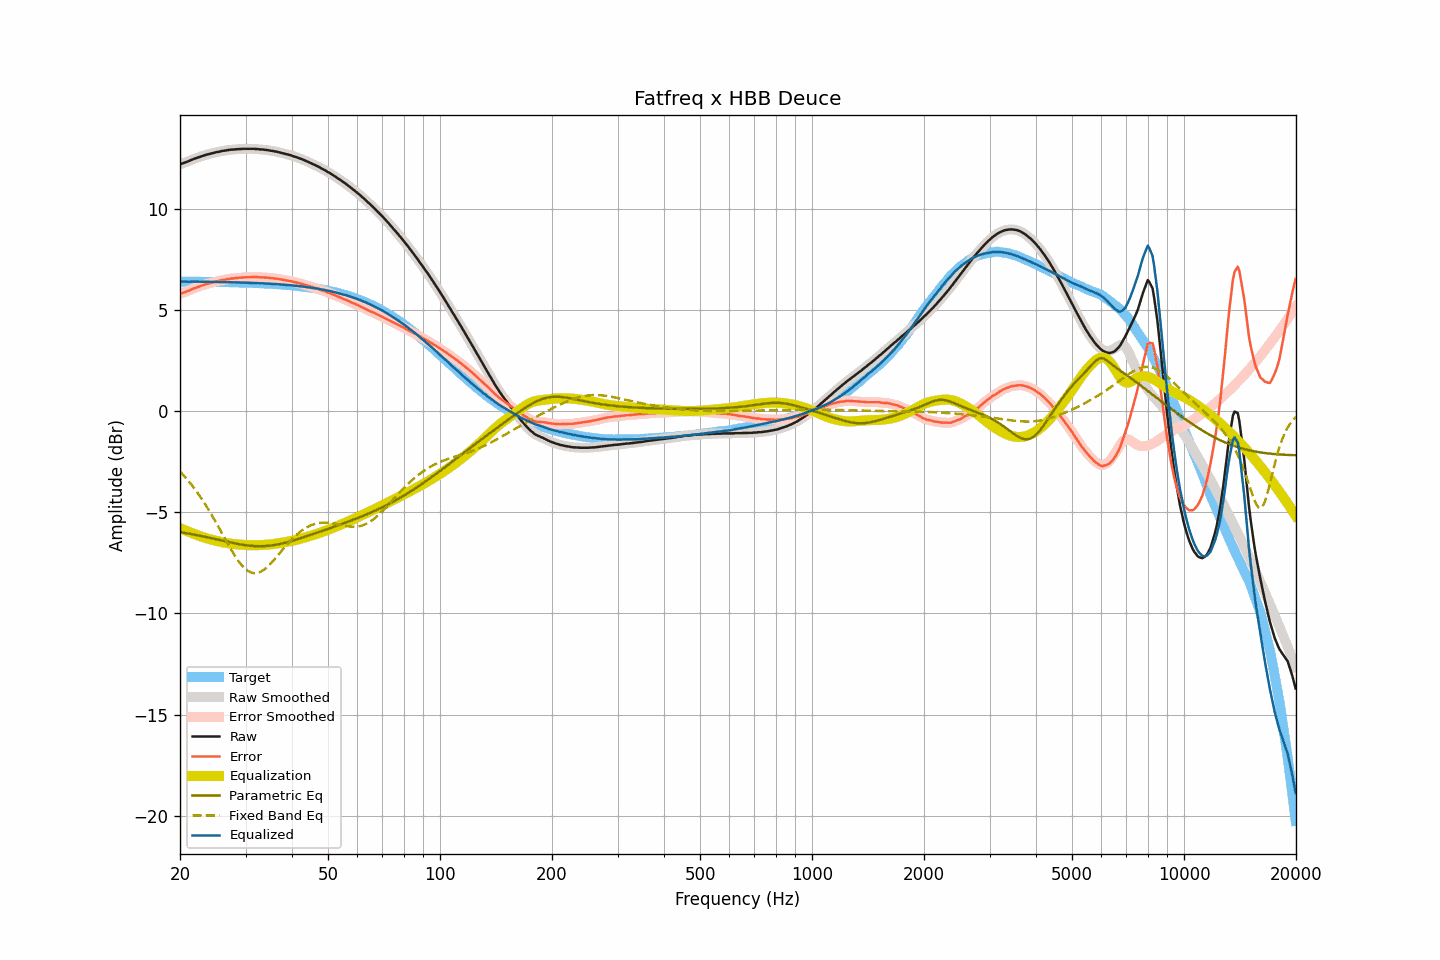 Fatfreq x HBB Deuce
Amplitude (dBr)
10
5
0
−5
−10
−15
−20
Target
Raw Smoothed
Error Smoothed
Raw
Error
Equalization
Parametric Eq
Fixed Band Eq
Equalized
20 50 100 200 500 1000 2000 5000 10000 20000
Frequency (Hz)